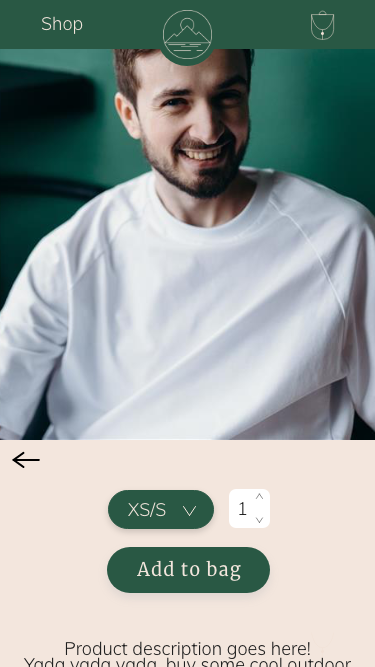 Shop
XS/S
1
Add to bag
Product description goes here!
Yada yada yada, buy some cool outdoor